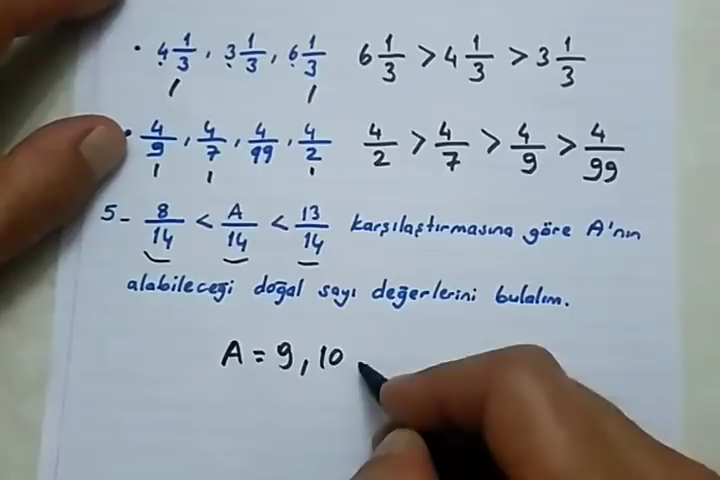 • 4 1/3, 3 1/3, 6 1/3 6 1/3 > 4 1/3 > 3 1/3
• 4/9, 4/7, 4/99, 4/2 4/2 > 4/7 > 4/9 > 4/99
5- 8/14 < A/14 < 13/14 karşılaştırmasına göre A'nın
alabileceği doğal sayı değerlerini bulalım.
A = 9, 10